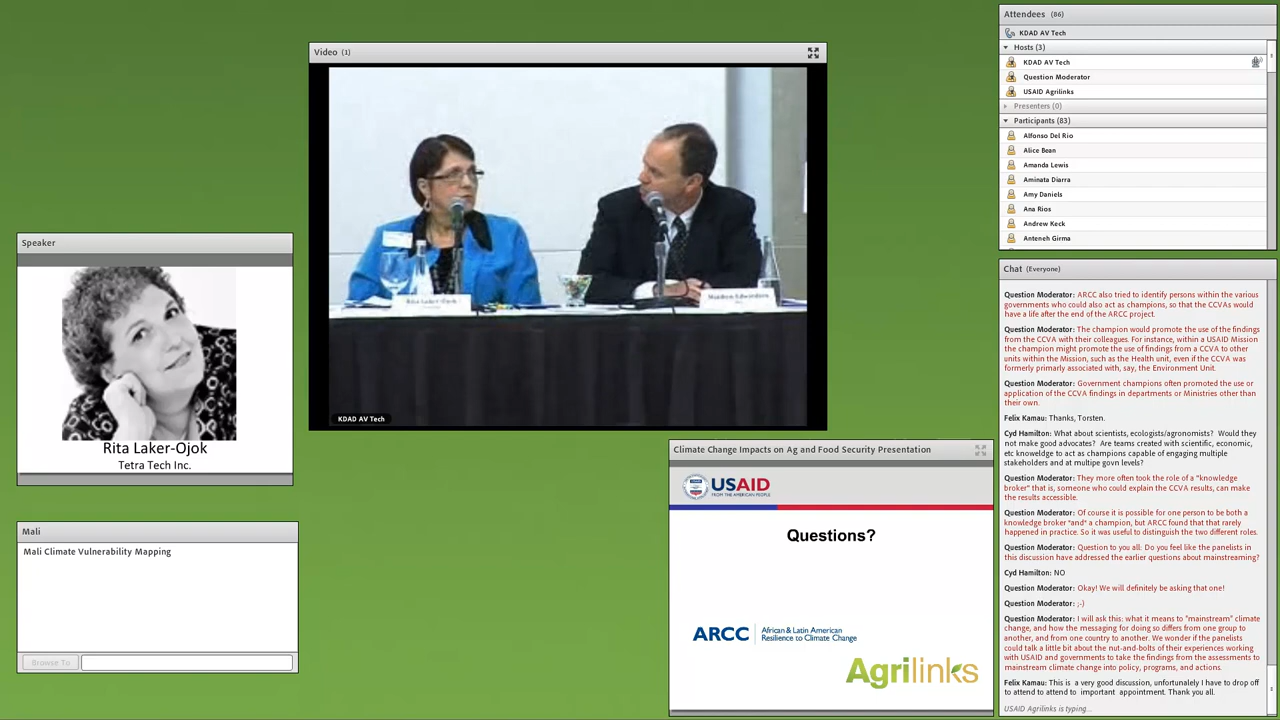 Video (1)
KDAD AV Tech
Speaker
Rita Laker-Ojok
Tetra Tech Inc.
Mali
Mali Climate Vulnerability Mapping
Browse To
Climate Change Impacts on Ag and Food Security Presentation
USAID
FROM THE AMERICAN PEOPLE
Questions?
ARCC
African & Latin American
Resilience to Climate Change
Agrilinks
Attendees (86)
KDAD AV Tech
Hosts (3)
KDAD AV Tech
Question Moderator
USAID Agrilinks
Presenters (0)
Participants (83)
Alfonso Del Rio
Alice Bean
Amanda Lewis
Aminata Diarra
Amy Daniels
Ana Rios
Andrew Keck
Anteneh Girma
Chat (Everyone)
Question Moderator: ARCC also tried to identify persons within the various
governments who could also act as champions, so that the CCVAs would
have a life after the end of the ARCC project.
Question Moderator: The champion would promote the use of the findings
from the CCVA with their colleagues. For instance, within a USAID Mission
the champion might promote the use of findings from a CCVA to other
units within the Mission, such as the Health unit, even if the CCVA was
formerly primarly associated with, say, the Environment Unit.
Question Moderator: Government champions often promoted the use or
application of the CCVA findings in departments or Ministries other than
their own.
Felix Kamau: Thanks, Torsten.
Cyd Hamilton: What about scientists, ecologists/agronomists? Would they
not make good advocates? Are teams created with scientific, economic,
etc knoweldge to act as champions capable of engaging multiple
stakeholders and at multiple govn levels?
Question Moderator: They more often took the role of a "knowledge
broker" that is, someone who could explain the CCVA results, can make
the results accessible.
Question Moderator: Of course it is possible for one person to be both a
knowledge broker *and* a champion, but ARCC found that that rarely
happened in practice. So it was useful to distinguish the two different roles.
Question Moderator: Question to you all: Do you feel like the panelists in
this discussion have addressed the earlier questions about mainstreaming?
Cyd Hamilton: NO
Question Moderator: Okay! We will definitely be asking that one!
Question Moderator: ;-)
Question Moderator: I will ask this: what it means to "mainstream" climate
change, and how the messaging for doing so differs from one group to
another, and from one country to another. We wonder if the panelists
could talk a little bit about the nut-and-bolts of their experiences working
with USAID and governments to take the findings from the assessments to
mainstream climate change into policy, programs, and actions.
Felix Kamau: This is a very good discussion, unfortunately I have to drop off
to attend to attend to important appointment. Thank you all.
USAID Agrilinks is typing...